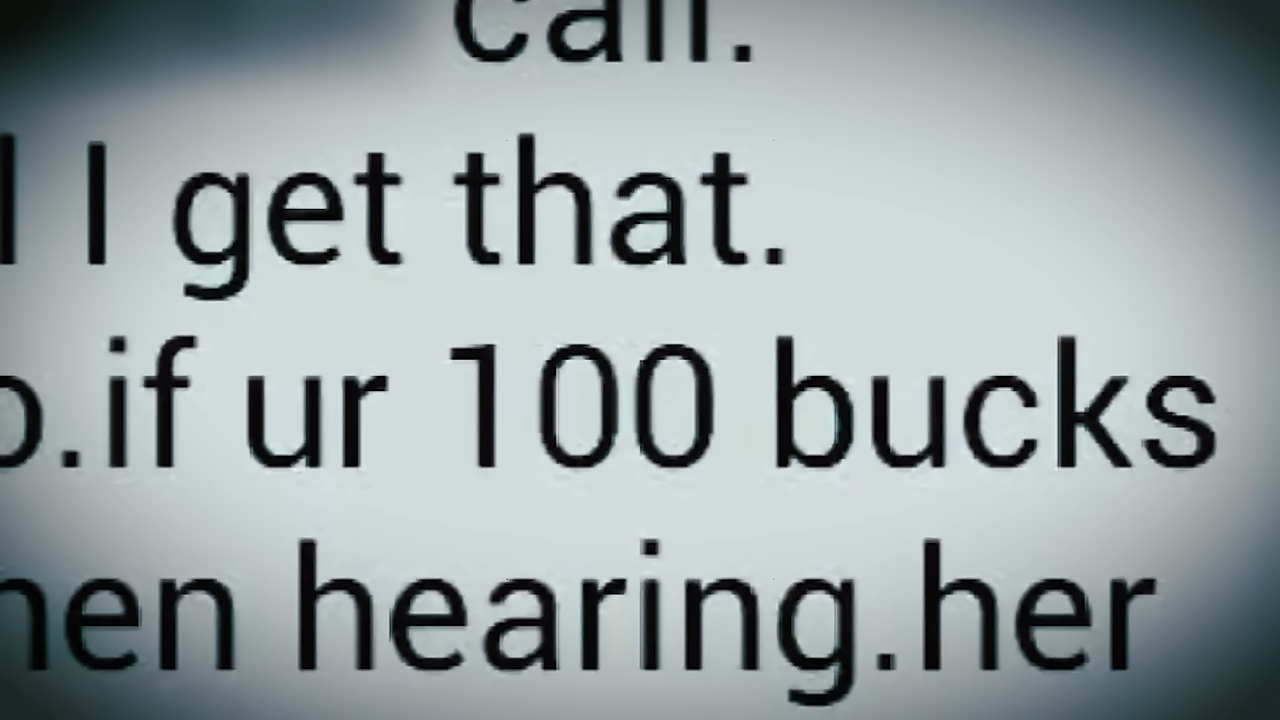 call.
I get that.
.if ur 100 bucks
hearing.her